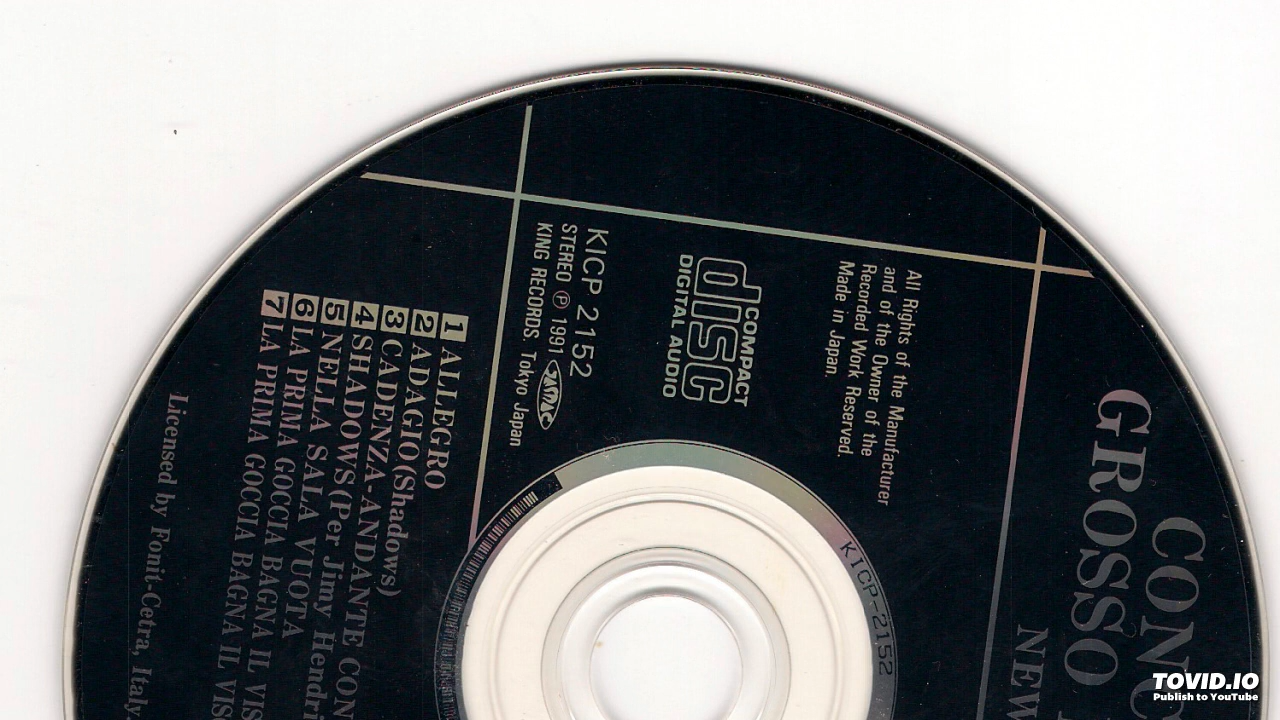 CONC
GROSSO
NEW
All Rights of the Manufacturer
and of the Owner of the
Recorded Work Reserved.
Made in Japan.
COMPACT
disc
DIGITAL AUDIO
KICP 2152
STEREO Ⓟ 1991
KING RECORDS. Tokyo Japan
1 ALLEGRO
2 ADAGIO (Shadows)
3 CADENZA-ANDANTE CON
4 SHADOWS (Per Jimy Hendri
5 NELLA SALA VUOTA
6 LA PRIMA GOCCIA BAGNA IL VIS
7 LA PRIMA GOCCIA BAGNA IL VIS
Licensed by Fonit-Cetra, Italy.
KICP-2152
TOVID.IO
Publish to YouTube